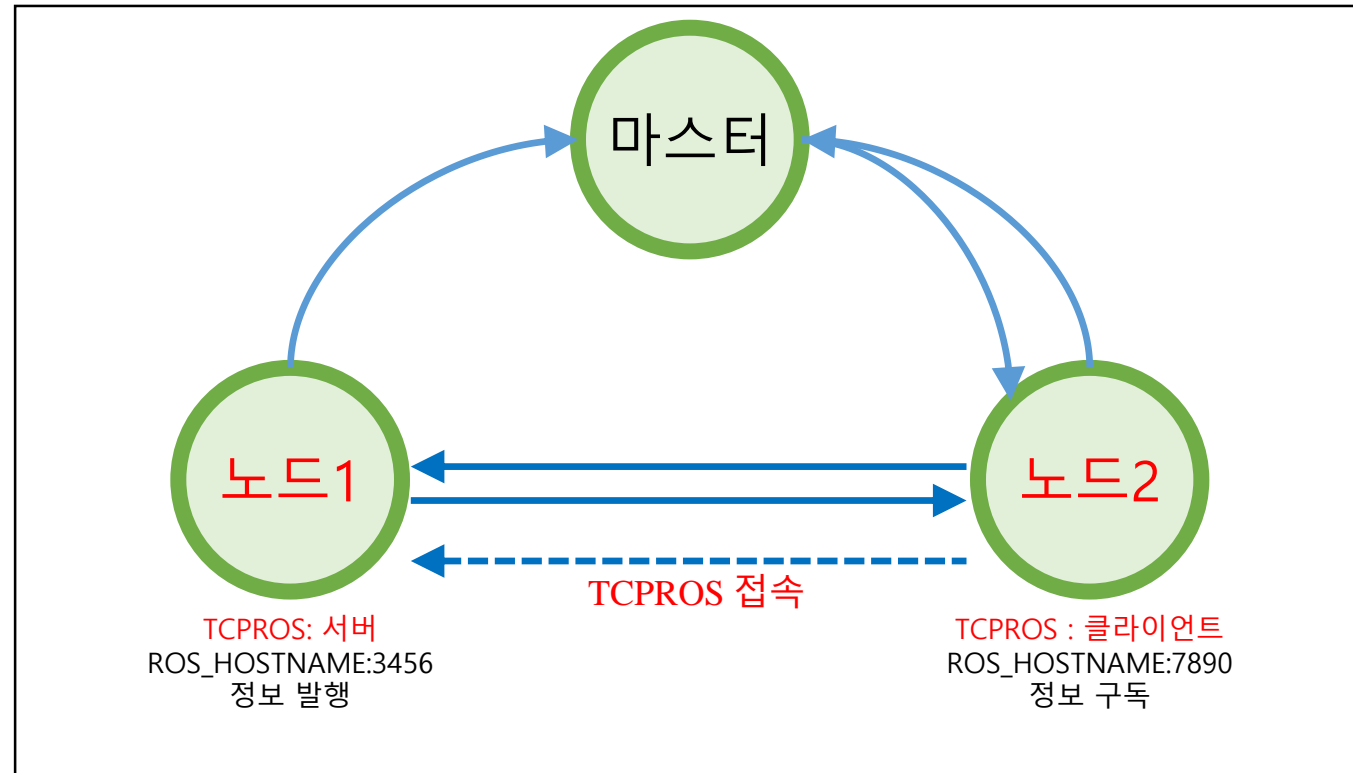 마스터
노드1
노드2
TCPROS 접속
TCPROS: 서버
ROS_HOSTNAME:3456
정보 발행
TCPROS : 클라이언트
ROS_HOSTNAME:7890
정보 구독